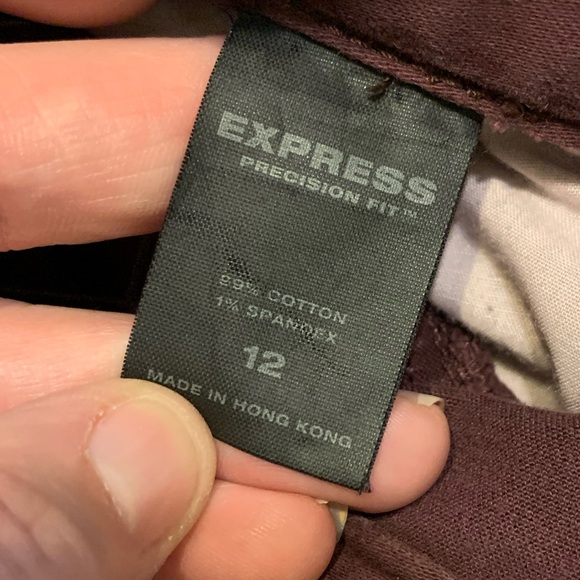 EXPRESS
PRECISION FIT™
99% COTTON
1% SPANDEX
12
MADE IN HONG KONG